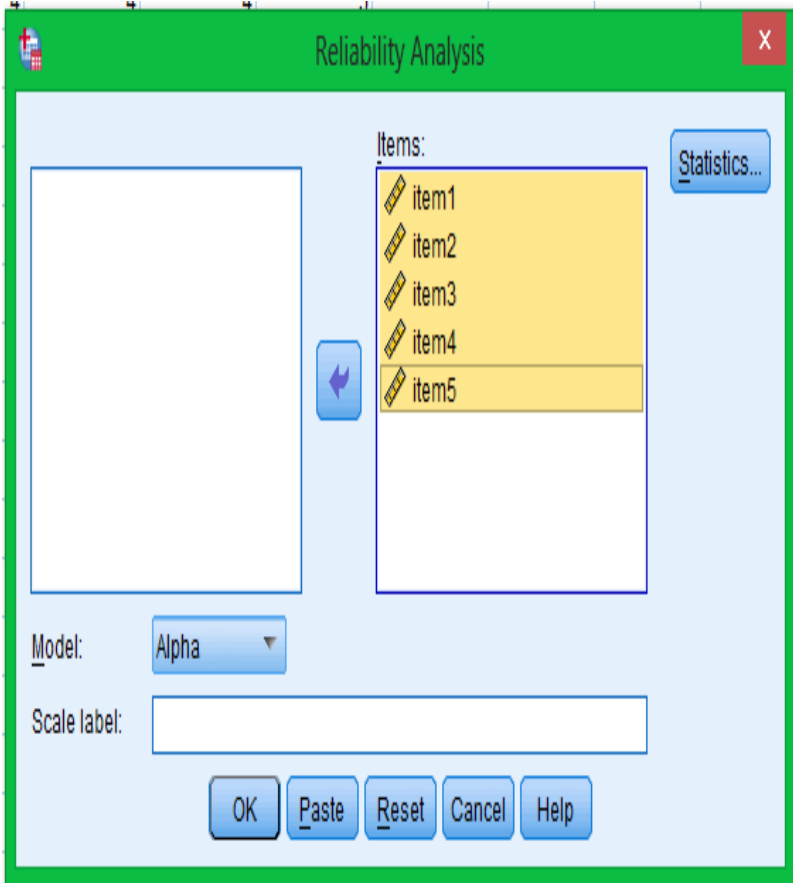 Reliability Analysis
x
Items:
Statistics...
item1
item2
item3
item4
item5
Model:
Alpha
Scale label:
OK
Paste
Reset
Cancel
Help